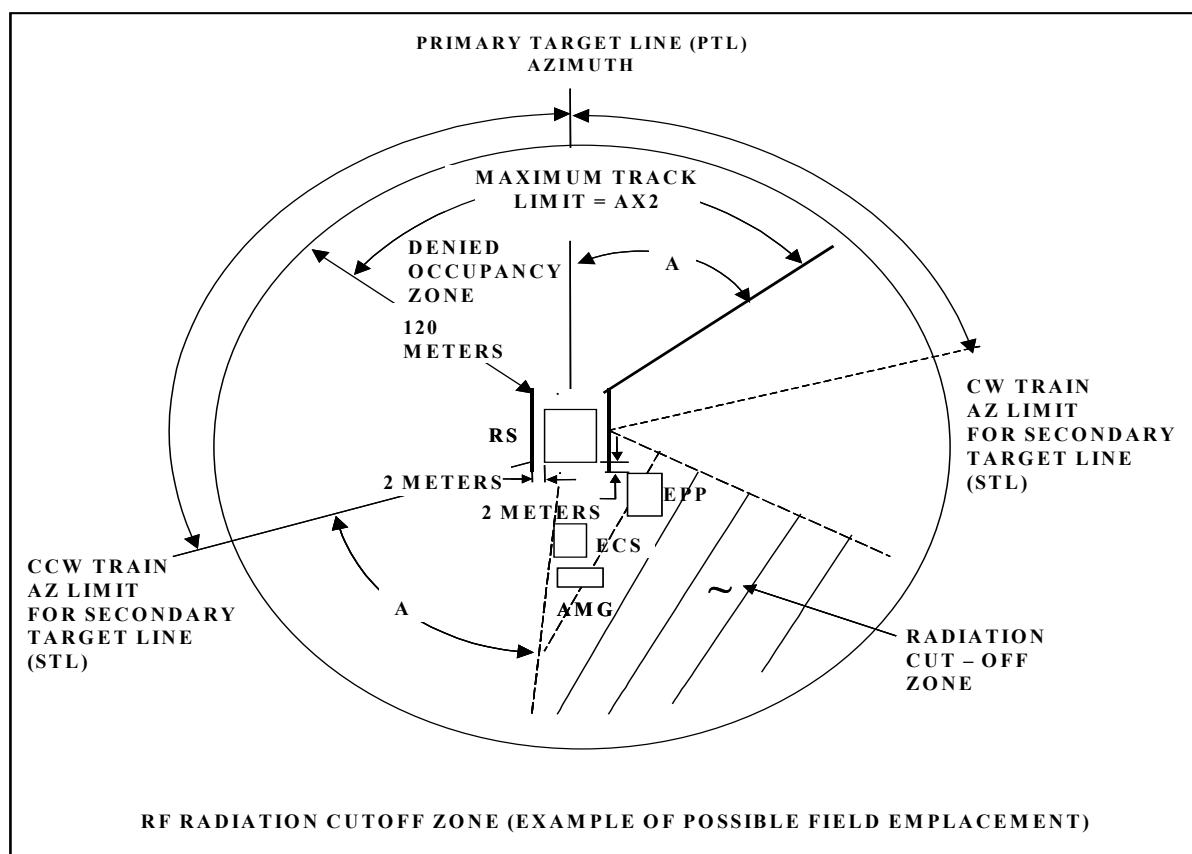 PRIMARY TARGET LINE (PTL)
AZIMUTH
MAXIMUM TRACK
LIMIT = AX2
DENIED
OCCUPANCY
ZONE
A
120
METERS
CW TRAIN
AZ LIMIT
FOR SECONDARY
TARGET LINE
(STL)
RS
2 METERS
EPP
2 METERS
ECS
CCW TRAIN
AZ LIMIT
FOR SECONDARY
TARGET LINE
(STL)
A
AMG
~
RADIATION
CUT – OFF
ZONE
RF RADIATION CUTOFF ZONE (EXAMPLE OF POSSIBLE FIELD EMPLACEMENT)